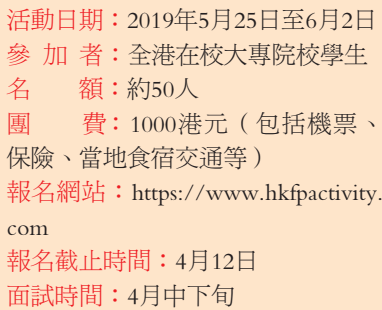 活動日期：2019年5月25日至6月2日
參加者：全港在校大專院校學生
名額：約50人
團費：1000港元（包括機票、
保險、當地食宿交通等）
報名網站：https://www.hkfpactivity.
com
報名截止時間：4月12日
面試時間：4月中下旬